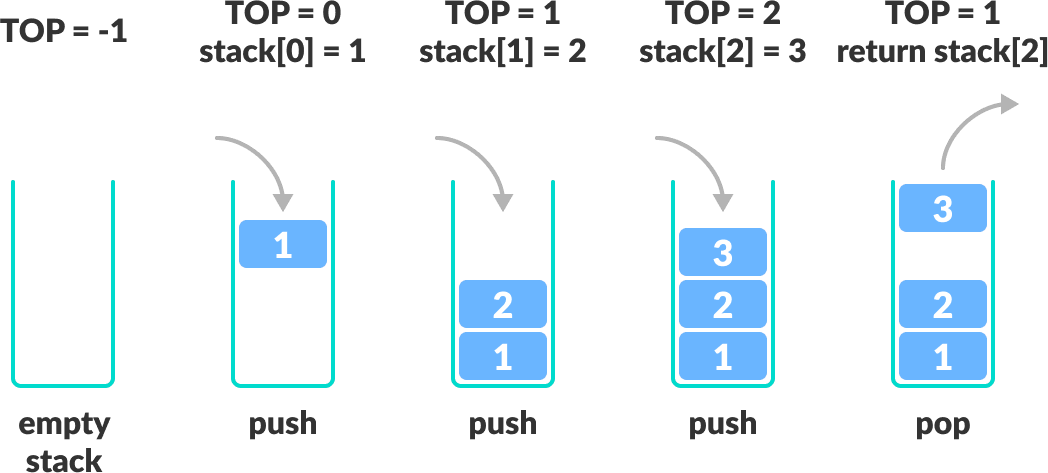 TOP = -1
TOP = 0
stack[0] = 1
TOP = 1
stack[1] = 2
TOP = 2
stack[2] = 3
TOP = 1
return stack[2]
1
2
1
3
2
1
3
2
1
empty
stack
push
push
push
pop